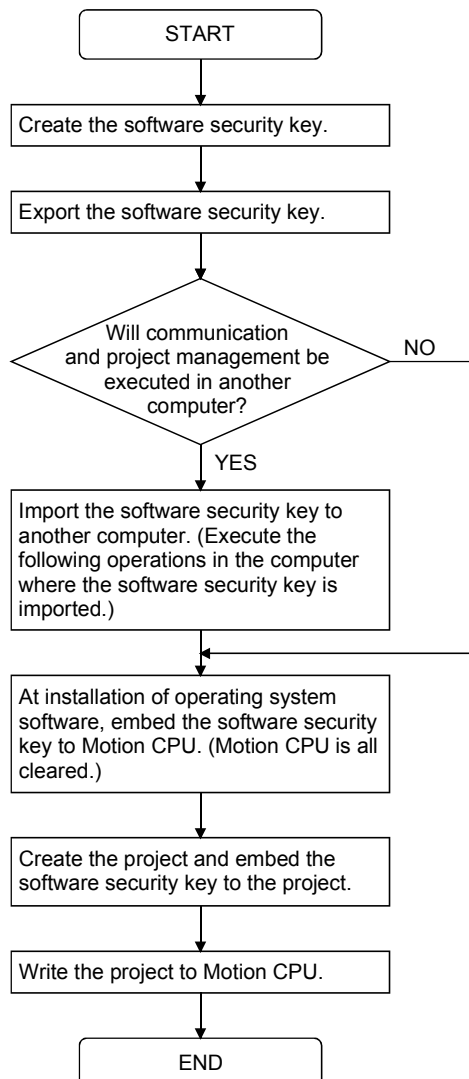 START
Create the software security key.
Export the software security key.
Will communication
and project management be
executed in another
computer?
NO
YES
Import the software security key to
another computer. (Execute the
following operations in the computer
where the software security key is
imported.)
At installation of operating system
software, embed the software security
key to Motion CPU. (Motion CPU is all
cleared.)
Create the project and embed the
software security key to the project.
Write the project to Motion CPU.
END